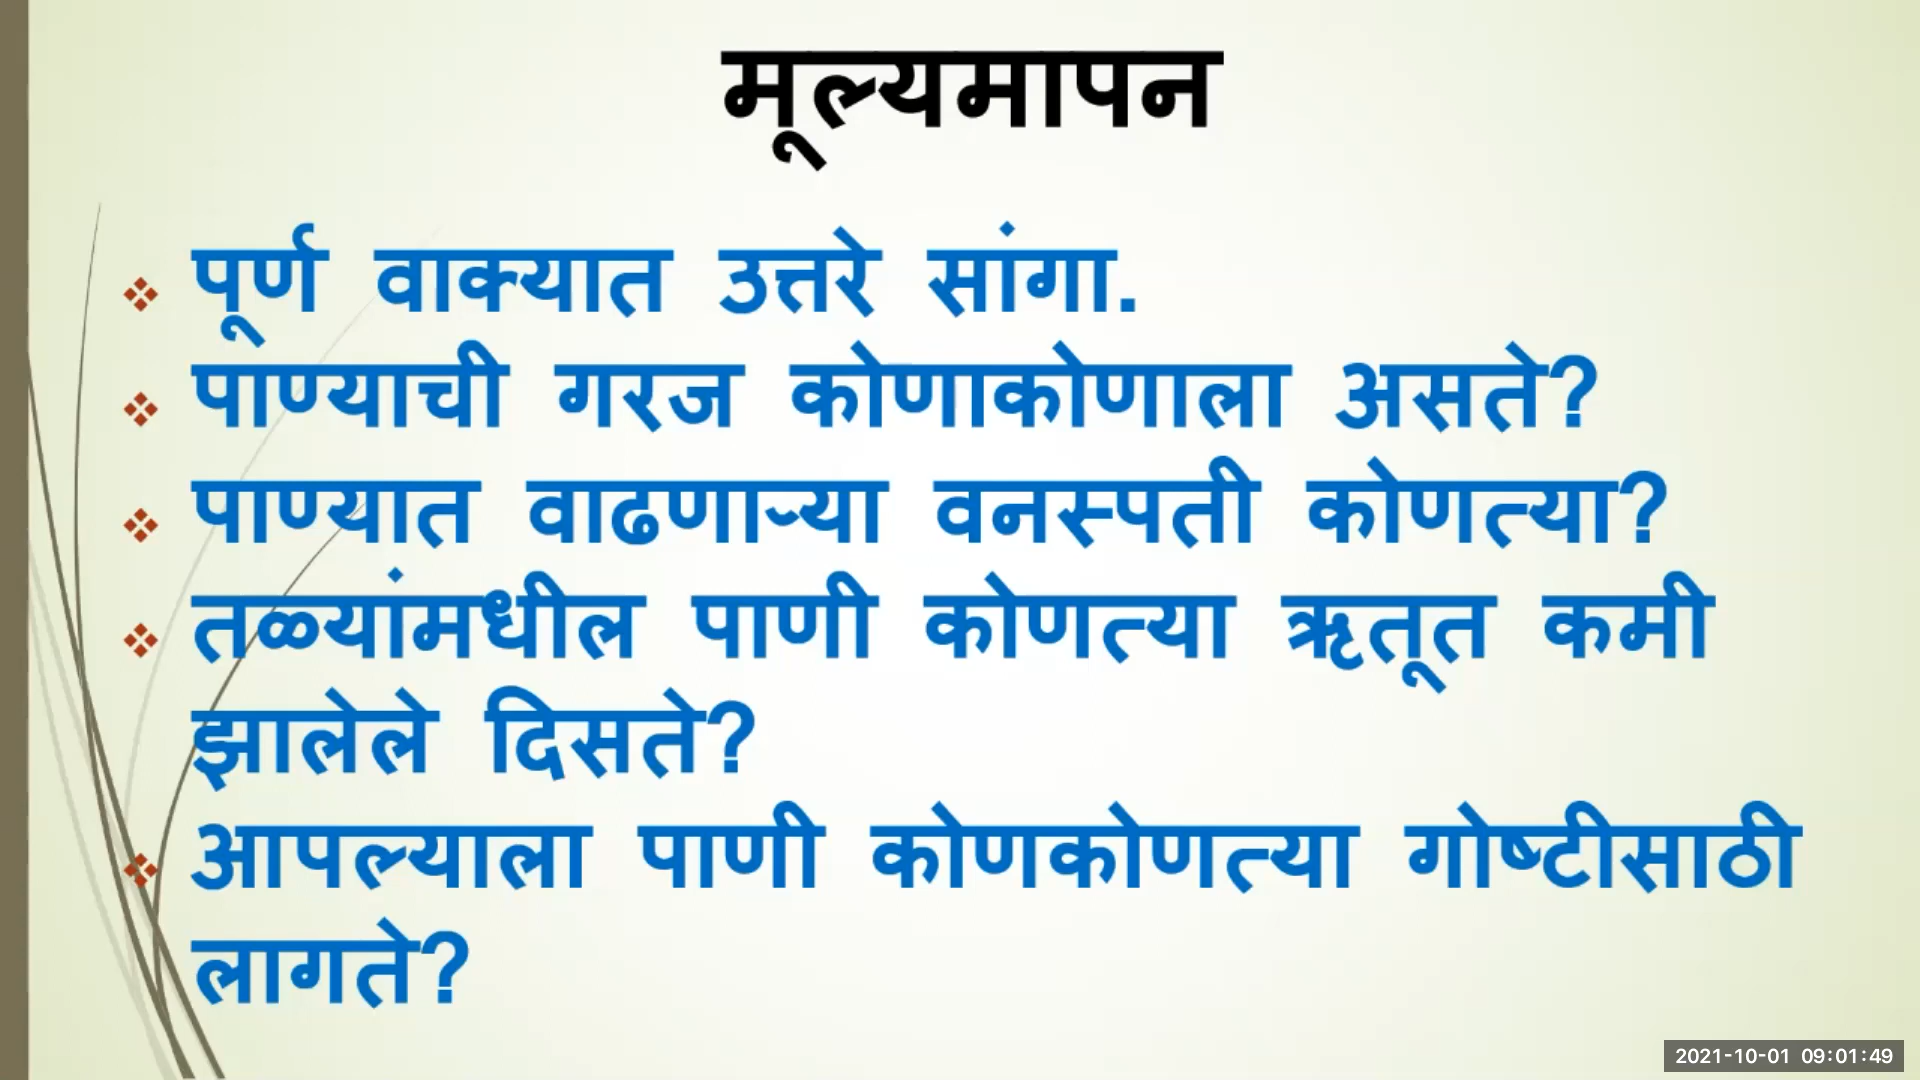 मूल्यमापन
पूर्ण वाक्यात उत्तरे सांगा.
पाण्याची गरज कोणाकोणाला असते?
पाण्यात वाढणाऱ्या वनस्पती कोणत्या?
तळ्यांमधील पाणी कोणत्या ऋतूत कमी
झालेले दिसते?
आपल्याला पाणी कोणकोणत्या गोष्टीसाठी
लागते?
2021-10-01 09:01:49